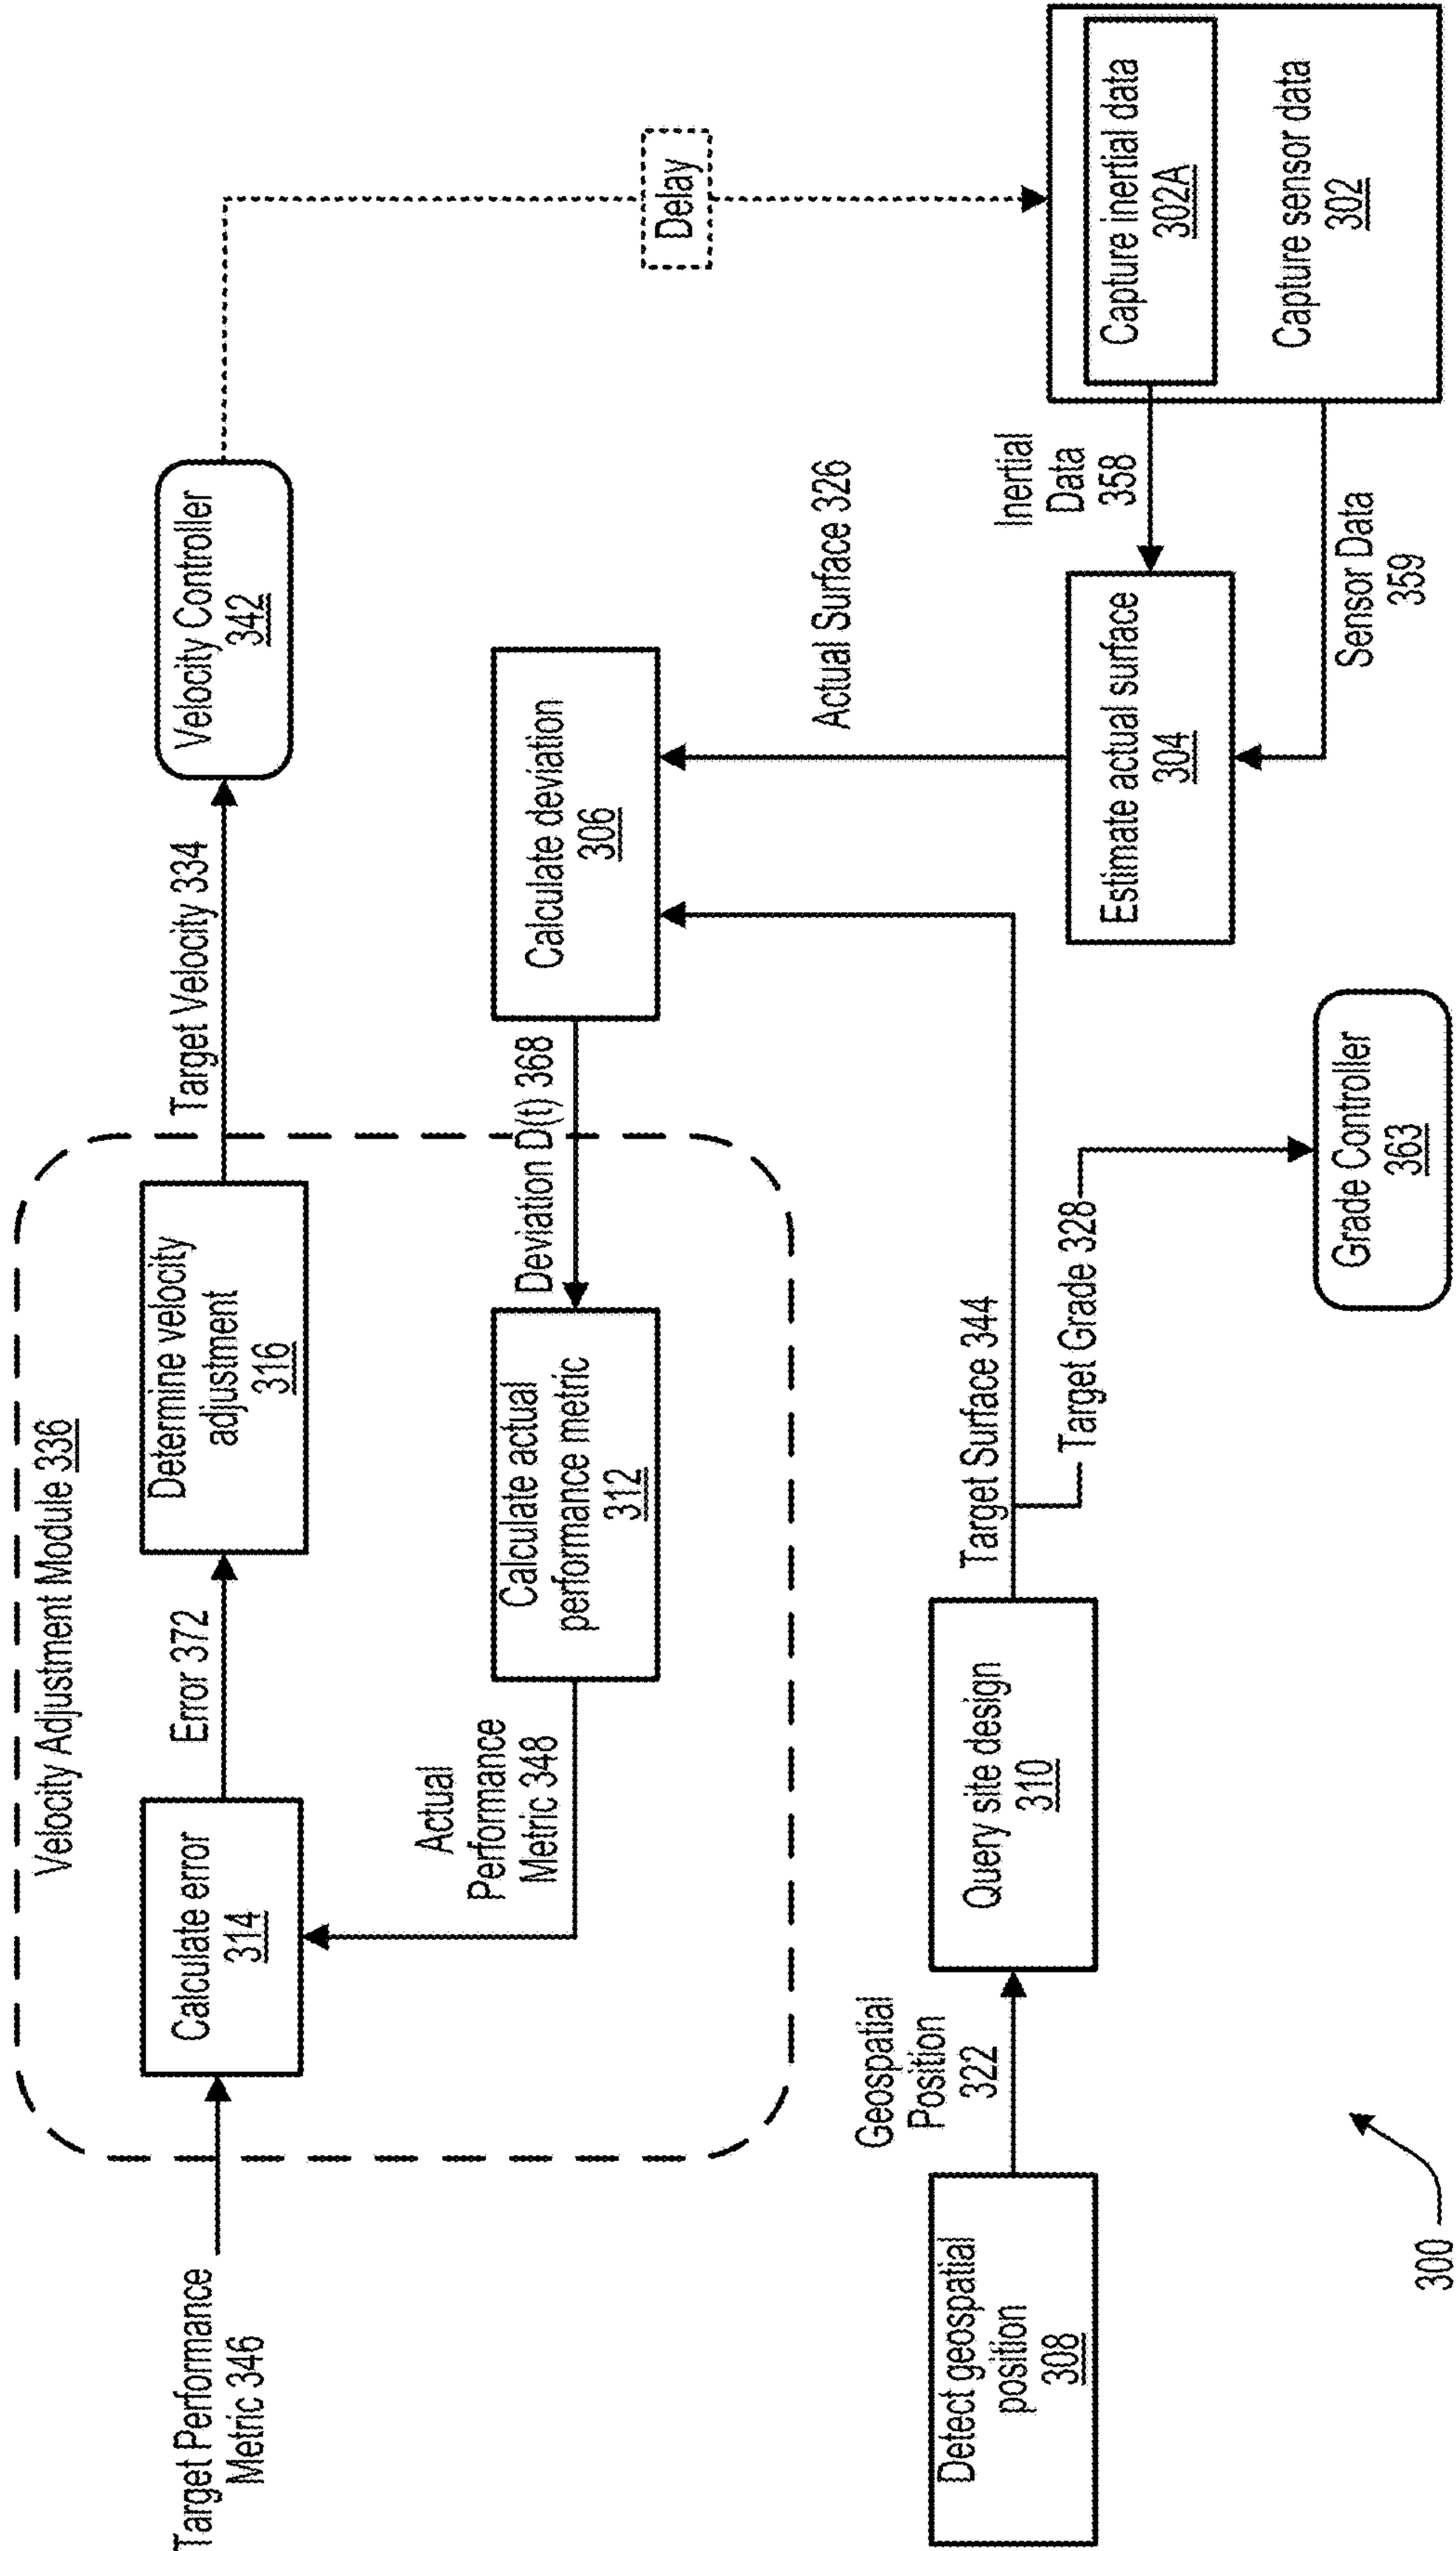 Velocity Adjustment Module 336
Target Performance
Metric 346
Calculate error
314
Error 372
Determine velocity
adjustment
316
Target Velocity 334
Velocity Controller
342
Actual
Performance
Metric 348
Calculate actual
performance metric
312
Deviation D(t) 368
Calculate deviation
306
Delay
Actual Surface 326
Detect geospatial
position
308
Geospatial
Position
322
Query site design
310
Target Surface 344
Target Grade 328
Grade Controller
363
Estimate actual surface
304
Inertial
Data
358
Sensor Data
359
Capture inertial data
302A
Capture sensor data
302
300